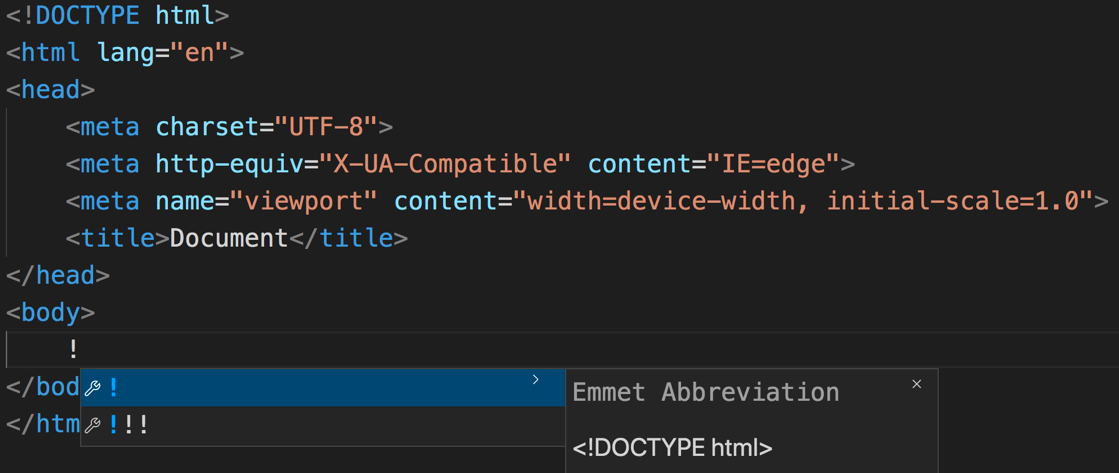 <!DOCTYPE html>
<html lang="en">
<head>
    <meta charset="UTF-8">
    <meta http-equiv="X-UA-Compatible" content="IE=edge">
    <meta name="viewport" content="width=device-width, initial-scale=1.0">
    <title>Document</title>
</head>
<body>
    !
</bod
!
Emmet Abbreviation
</htm
!!!
<!DOCTYPE html>